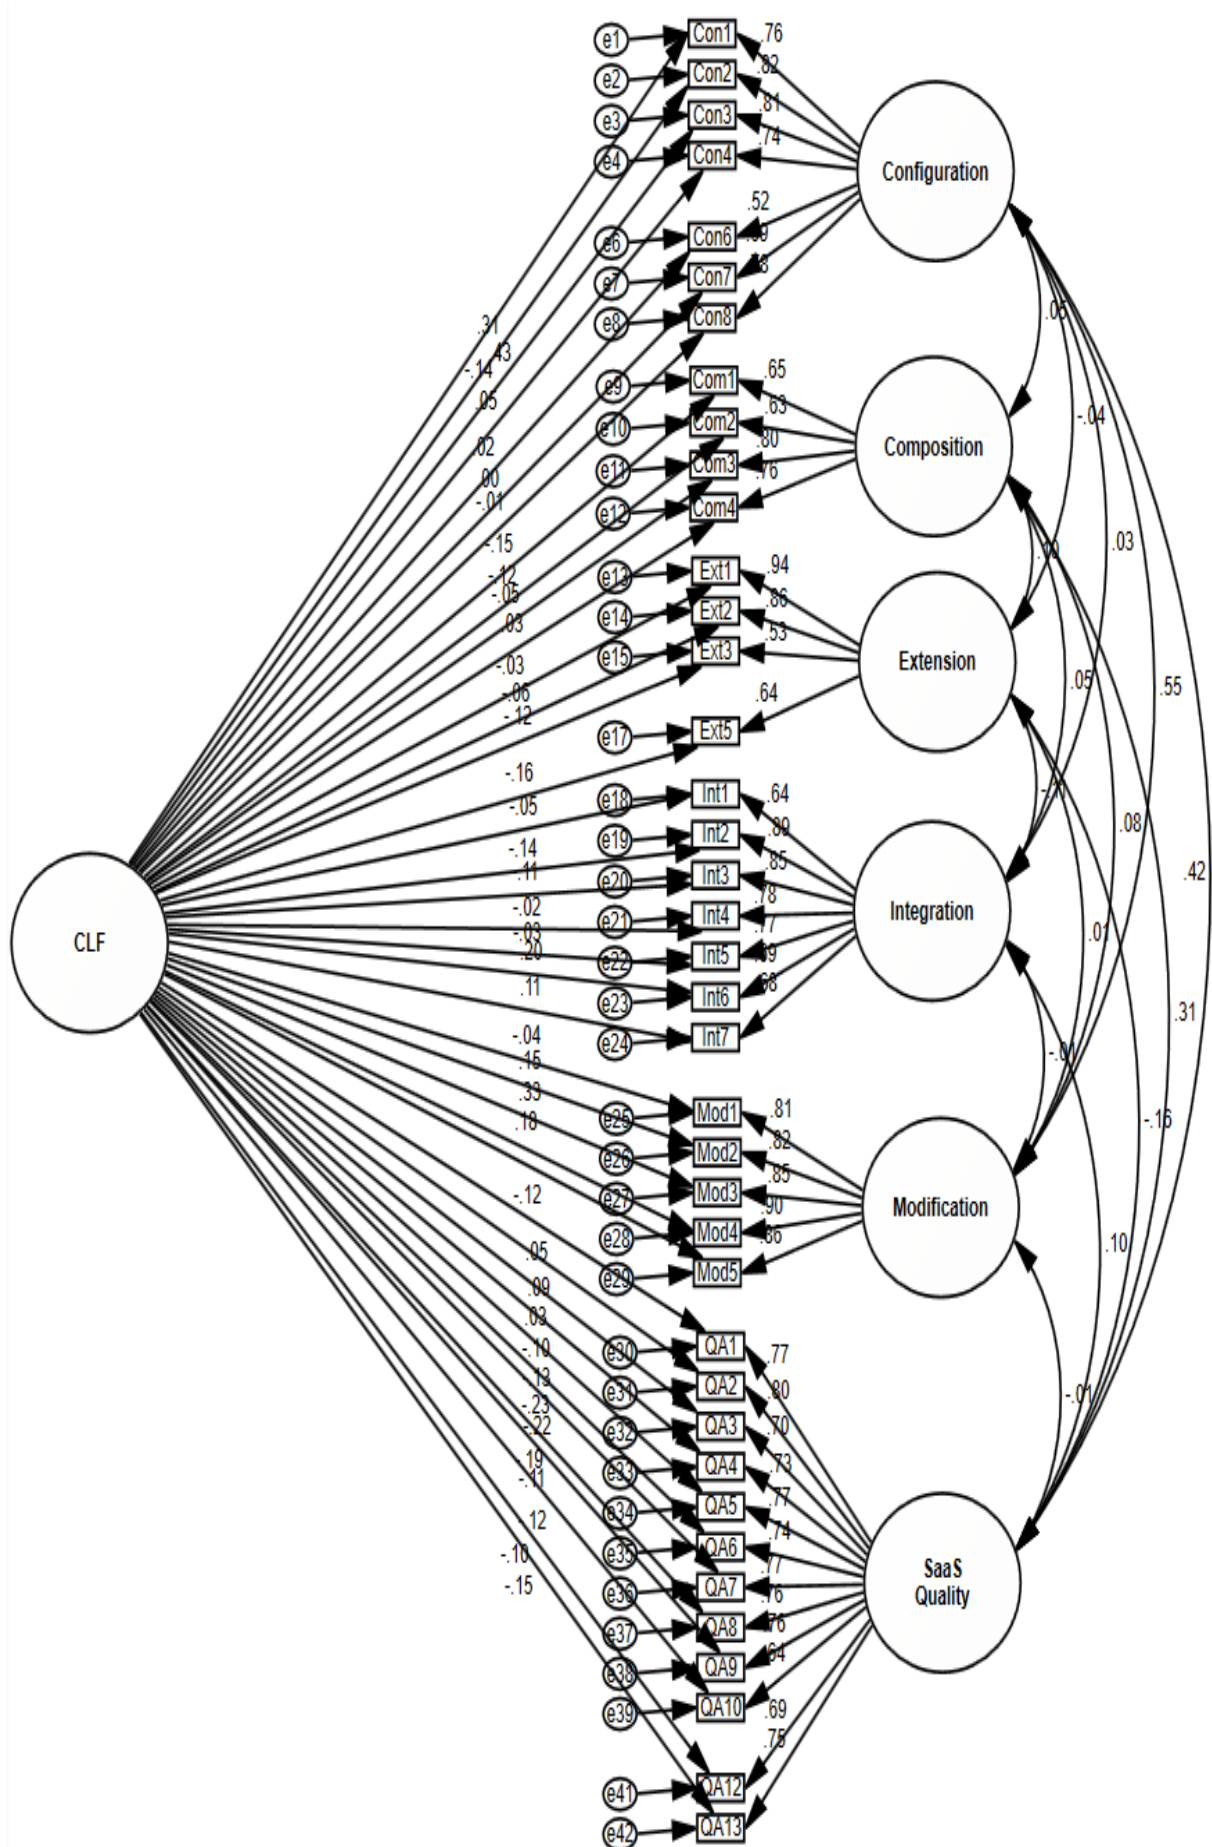 e1 Con1 .76
e2 Con2 .82
e3 Con3 .81
e4 Con4 .74
Configuration
e6 Con6 .52
e7 Con7
e8 Con8
.31
.43
-.14
.05
.02
.00
-.01
-.15
-.12
-.05
.03
-.03
-.06
-.12
-.16
-.05
-.14
.11
-.02
-.03
.20
.11
-.04
.15
.33
.18
-.12
.05
.09
.03
-.10
-.13
-.23
-.22
.19
-.11
.12
-.10
-.15
CLF
e9 Com1 .65
e10 Com2 .63
e11 Com3 .80
e12 Com4 .76
Composition
e13 Ext1 .94
e14 Ext2 .86
e15 Ext3 .53
e17 Ext5 .64
Extension
e18 Int1 .64
e19 Int2 .89
e20 Int3 .85
e21 Int4 .78
e22 Int5 .77
e23 Int6
e24 Int7 .68
Integration
e25 Mod1 .81
e26 Mod2 .82
e27 Mod3 .85
e28 Mod4 .90
e29 Mod5 .86
Modification
e30 QA1 .77
e31 QA2 .80
e32 QA3 .70
e33 QA4 .73
e34 QA5 .77
e35 QA6 .74
e36 QA7 .77
e37 QA8 .76
e38 QA9 .76
e39 QA10 .64
e41 QA12 .69
e42 QA13 .75
SaaS
Quality
.05
-.04
.03
.10
.05
.55
.08
.42
.01
.31
-.01
-.16
.10
-.01